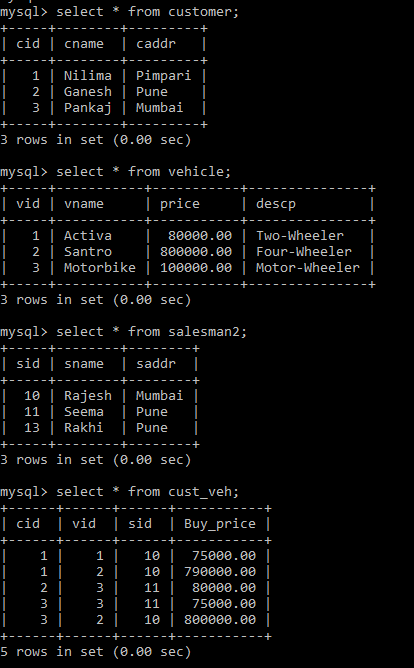 mysql> select * from customer;
+-----+--------+---------+
| cid | cname  | caddr   |
+-----+--------+---------+
|   1 | Nilima | Pimpari |
|   2 | Ganesh | Pune    |
|   3 | Pankaj | Mumbai  |
+-----+--------+---------+
3 rows in set (0.00 sec)
mysql> select * from vehicle;
+-----+-----------+-----------+---------------+
| vid | vname     | price     | descp         |
+-----+-----------+-----------+---------------+
|   1 | Activa    |  80000.00 | Two-Wheeler   |
|   2 | Santro    | 800000.00 | Four-Wheeler  |
|   3 | Motorbike | 100000.00 | Motor-Wheeler |
+-----+-----------+-----------+---------------+
3 rows in set (0.00 sec)
mysql> select * from salesman2;
+-----+--------+--------+
| sid | sname  | saddr  |
+-----+--------+--------+
|  10 | Rajesh | Mumbai |
|  11 | Seema  | Pune   |
|  13 | Rakhi  | Pune   |
+-----+--------+--------+
3 rows in set (0.00 sec)
mysql> select * from cust_veh;
+------+------+------+-----------+
| cid  | vid  | sid  | Buy_price |
+------+------+------+-----------+
|    1 |    1 |   10 |  75000.00 |
|    1 |    2 |   10 | 790000.00 |
|    2 |    3 |   11 |  80000.00 |
|    3 |    3 |   11 |  75000.00 |
|    3 |    2 |   10 | 800000.00 |
+------+------+------+-----------+
5 rows in set (0.00 sec)